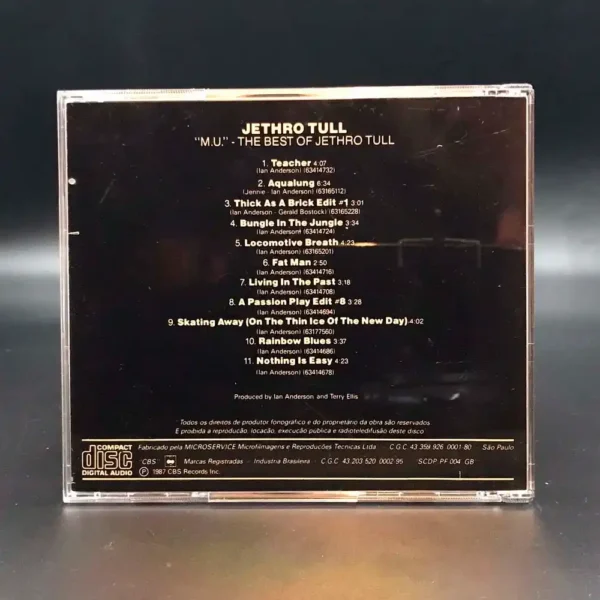 JETHRO TULL
"M.U." - THE BEST OF JETHRO TULL
1. Teacher 4:07
(Ian Anderson) (63414732)
2. Aqualung 6:34
(Jennie - Ian Anderson) (63165112)
3. Thick As A Brick Edit #1 3:01
(Ian Anderson - Gerald Bostock) (63165228)
4. Bungle In The Jungle 3:34
(Ian Anderson) (63414724)
5. Locomotive Breath 4:23
(Ian Anderson) (63165201)
6. Fat Man 2:50
(Ian Anderson) (63414716)
7. Living In The Past 3:18
(Ian Anderson) (63414708)
8. A Passion Play Edit #8 3:28
(Ian Anderson) (63414694)
9. Skating Away (On The Thin Ice Of The New Day) 4:02
(Ian Anderson) (63177560)
10. Rainbow Blues 3:37
(Ian Anderson) (63414686)
11. Nothing Is Easy 4:23
(Ian Anderson) (63414678)
Produced by Ian Anderson and Terry Ellis
Todos os direitos de produtor fonográfico e do proprietário da obra são reservados
É proibida a reprodução, locação, execução pública e radioteledifusão deste disco
COMPACT disc DIGITAL AUDIO
Fabricado pela MICROSERVICE Microfilmagens e Reproduções Técnicas Ltda C.G.C. 43 359 926 0001-80 São Paulo
CBS Marcas Registradas - Industria Brasileira - C.G.C. 43 203 520 0002-95 SCDP PF 004 GB
Ⓟ 1987 CBS Records Inc.